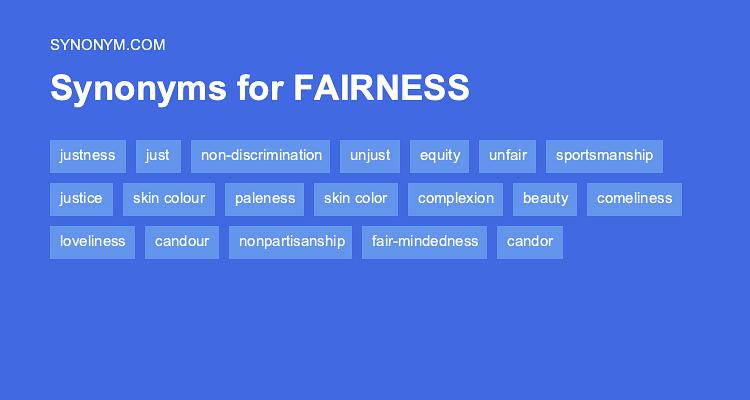 SYNONYM.COM
Synonyms for FAIRNESS
justness just non-discrimination unjust equity unfair sportsmanship
justice skin colour paleness skin color complexion beauty comeliness
loveliness candour nonpartisanship fair-mindedness candor